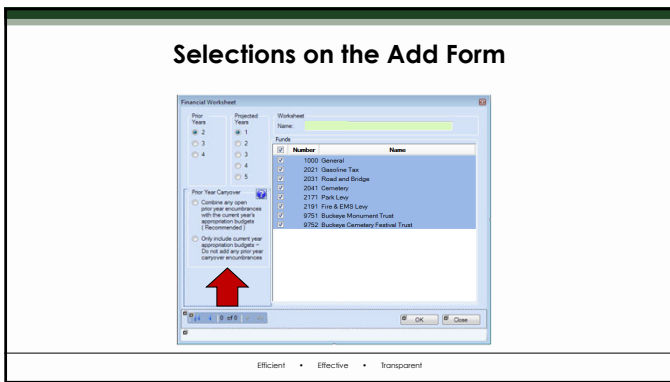 Selections on the Add Form
Financial Worksheet
Prior Years
2
3
4
Projected Years
1
2
3
4
5
Worksheet
Name:
Funds
Number Name
1000 General
2021 Gasoline Tax
2031 Road and Bridge
2041 Cemetery
2171 Park Levy
2191 Fire & EMS Levy
9751 Buckeye Monument Trust
9752 Buckeye Cemetery Festival Trust
Prior Year Carryover
?
Combine any open
prior year encumbrances
with the current year's
appropriation budgets
( Recommended )
Only include current year
appropriation budgets -
Do not add any prior year
carryover encumbrances
0 of 0
OK
Close
Efficient • Effective • Transparent